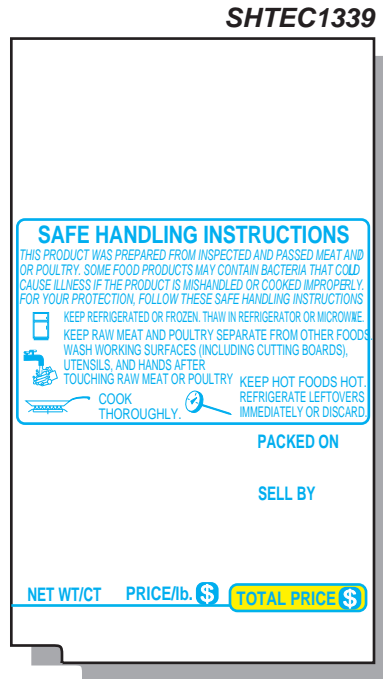 SHTEC1339
SAFE HANDLING INSTRUCTIONS
THIS PRODUCT WAS PREPARED FROM INSPECTED AND PASSED MEAT AND
OR POULTRY. SOME FOOD PRODUCTS MAY CONTAIN BACTERIA THAT COLD
CAUSE ILLNESS IF THE PRODUCT IS MISHANDLED OR COOKED IMPROPERLY.
FOR YOUR PROTECTION, FOLLOW THESE SAFE HANDLING INSTRUCTIONS
KEEP REFRIGERATED OR FROZEN. THAW IN REFRIGERATOR OR MICROWAVE.
KEEP RAW MEAT AND POULTRY SEPARATE FROM OTHER FOODS.
WASH WORKING SURFACES (INCLUDING CUTTING BOARDS),
UTENSILS, AND HANDS AFTER
TOUCHING RAW MEAT OR POULTRY
COOK
THOROUGHLY.
KEEP HOT FOODS HOT.
REFRIGERATE LEFTOVERS
IMMEDIATELY OR DISCARD.
PACKED ON
SELL BY
NET WT/CT PRICE/lb. $ TOTAL PRICE $